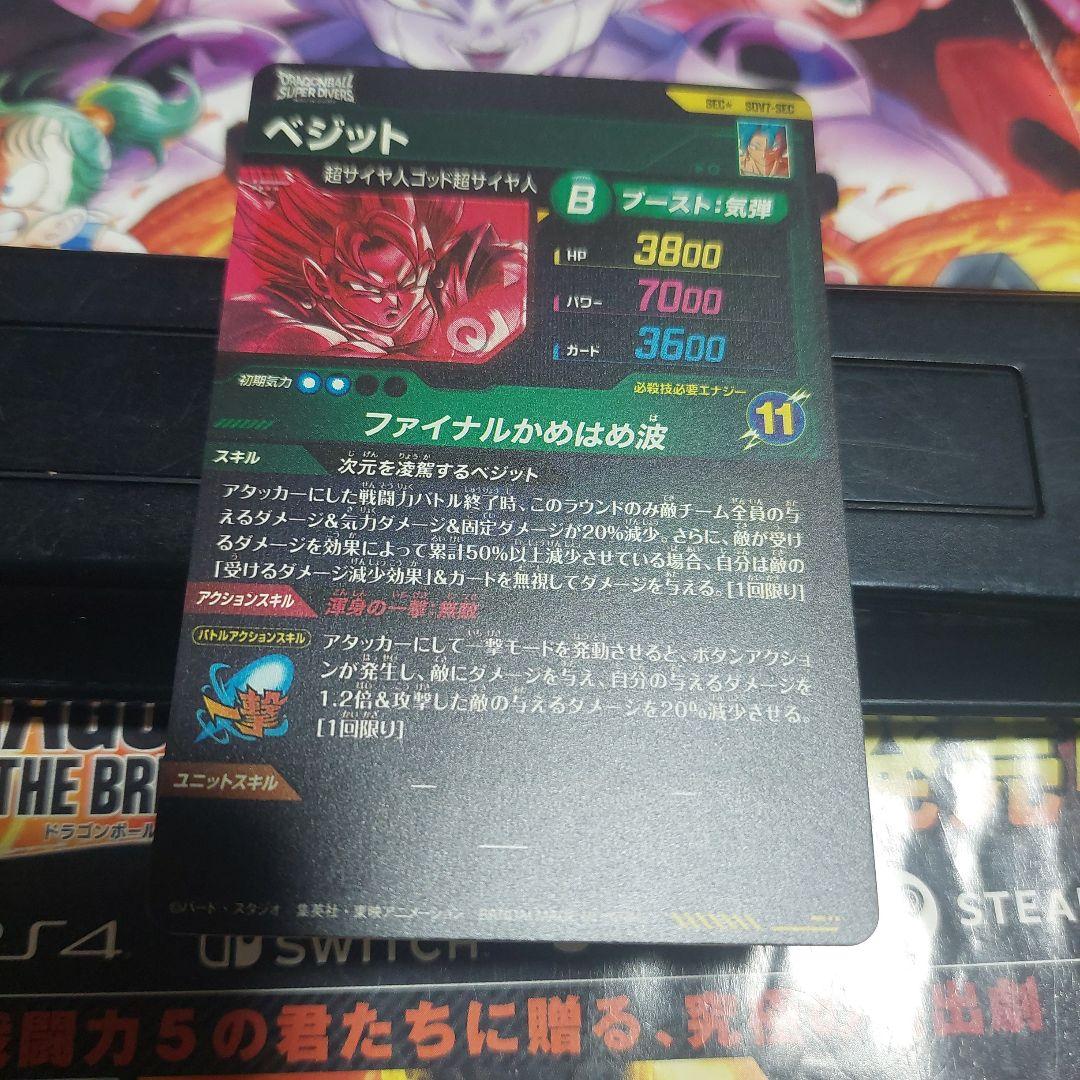 DRAGONBALL
SUPER DIVERS
SEC★ SDV7-SEC
ベジット
超サイヤ人ゴッド超サイヤ人
B ブースト:気弾
HP 3800
パワー 7000
ガード 3600
初期気力
必殺技必要エナジー
11
ファイナルかめはめ波
スキル 次元を凌駕するベジット
アタッカーにした戦闘力バトル終了時、このラウンドのみ敵チーム全員の与
えるダメージ&気力ダメージ&固定ダメージが20%減少。さらに、敵が受け
るダメージを効果によって累計50%以上減少させている場合、自分は敵の
「受けるダメージ減少効果」&ガードを無視してダメージを与える。[1回限り]
アクションスキル 渾身の一撃:無敵
バトルアクションスキル
一撃
アタッカーにして一撃モードを発動させると、ボタンアクショ
ンが発生し、敵にダメージを与え、自分の与えるダメージを
1.2倍&攻撃した敵の与えるダメージを20%減少させる。
[1回限り]
ユニットスキル
©バード・スタジオ 集英社・東映アニメーション BANDAI MADE IN
THE BR
ドラゴンボール
PS4
SWITCH
STEA
戦闘力5の君たちに贈る、